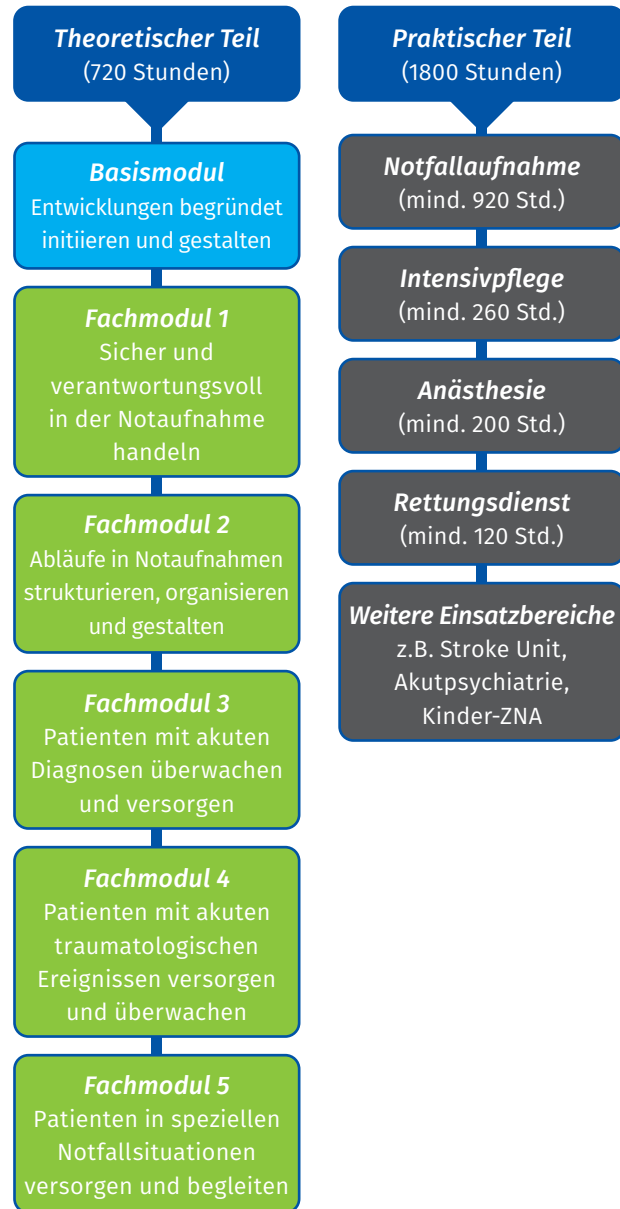 Theoretischer Teil
(720 Stunden)
Basismodul
Entwicklungen begründet
initiieren und gestalten
Fachmodul 1
Sicher und
verantwortungsvoll
in der Notaufnahme
handeln
Fachmodul 2
Abläufe in Notaufnahmen
strukturieren, organisieren
und gestalten
Fachmodul 3
Patienten mit akuten
Diagnosen überwachen
und versorgen
Fachmodul 4
Patienten mit akuten
traumatologischen
Ereignissen versorgen
und überwachen
Fachmodul 5
Patienten in speziellen
Notfallsituationen
versorgen und begleiten
Praktischer Teil
(1800 Stunden)
Notfallaufnahme
(mind. 920 Std.)
Intensivpflege
(mind. 260 Std.)
Anästhesie
(mind. 200 Std.)
Rettungsdienst
(mind. 120 Std.)
Weitere Einsatzbereiche
z.B. Stroke Unit,
Akutpsychiatrie,
Kinder-ZNA